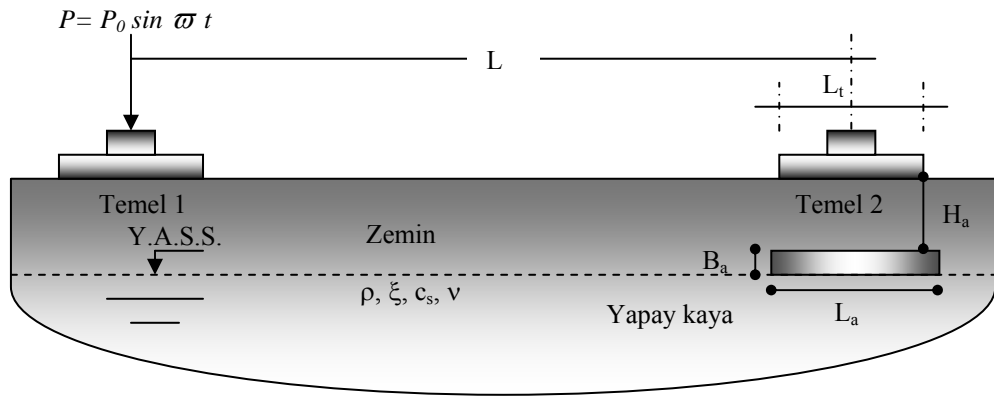 P= P₀ sin ϖ t
L
Lₜ
Temel 1
Temel 2
Y.A.S.S.
Zemin
Hₐ
Bₐ
ρ, ξ, cₛ, ν
Yapay kaya
Lₐ